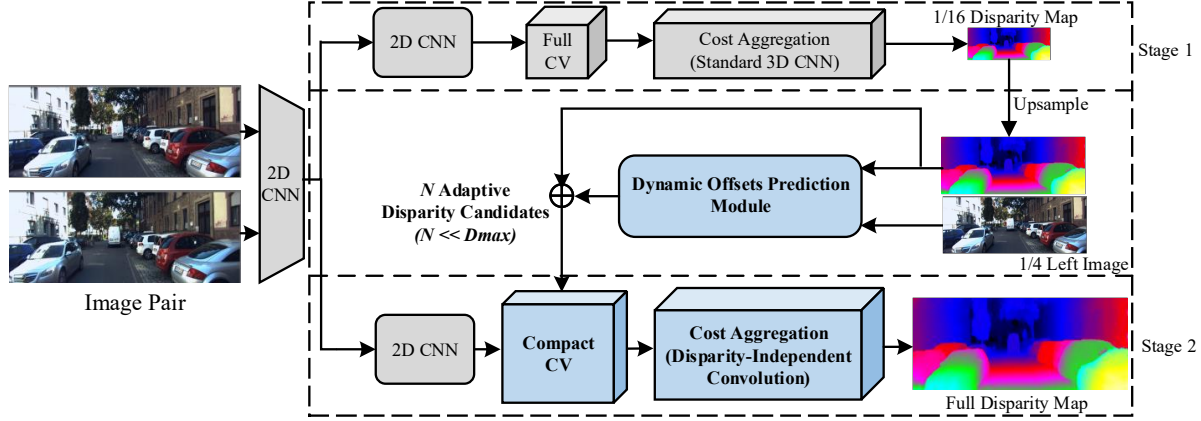 2D CNN
Full
CV
Cost Aggregation
(Standard 3D CNN)
1/16 Disparity Map
Stage 1
Upsample
2D
CNN
Image Pair
N Adaptive
Disparity Candidates
(N << Dmax)
Dynamic Offsets Prediction
Module
1/4 Left Image
2D CNN
Compact
CV
Cost Aggregation
(Disparity-Independent
Convolution)
Full Disparity Map
Stage 2